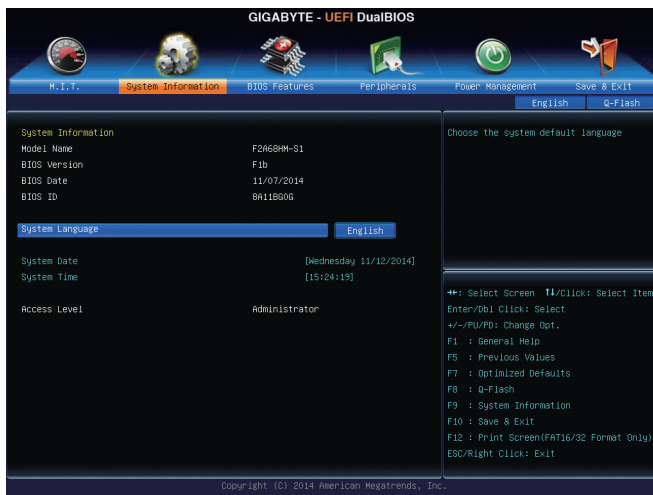 GIGABYTE - UEFI DualBIOS
M.I.T. System Information BIOS Features Peripherals Power Management Save & Exit
English Q-Flash
System Information
Model Name F2A68HM-S1
BIOS Version F1b
BIOS Date 11/07/2014
BIOS ID 8A11BG0G
System Language English
System Date [Wednesday 11/12/2014]
System Time [15:24:19]
Access Level Administrator
Choose the system default language
→←: Select Screen ↑↓/Click: Select Item
Enter/Dbl Click: Select
+/-/PU/PD: Change Opt.
F1 : General Help
F5 : Previous Values
F7 : Optimized Defaults
F8 : Q-Flash
F9 : System Information
F10 : Save & Exit
F12 : Print Screen(FAT16/32 Format Only)
ESC/Right Click: Exit
Copyright (C) 2014 American Megatrends, Inc.